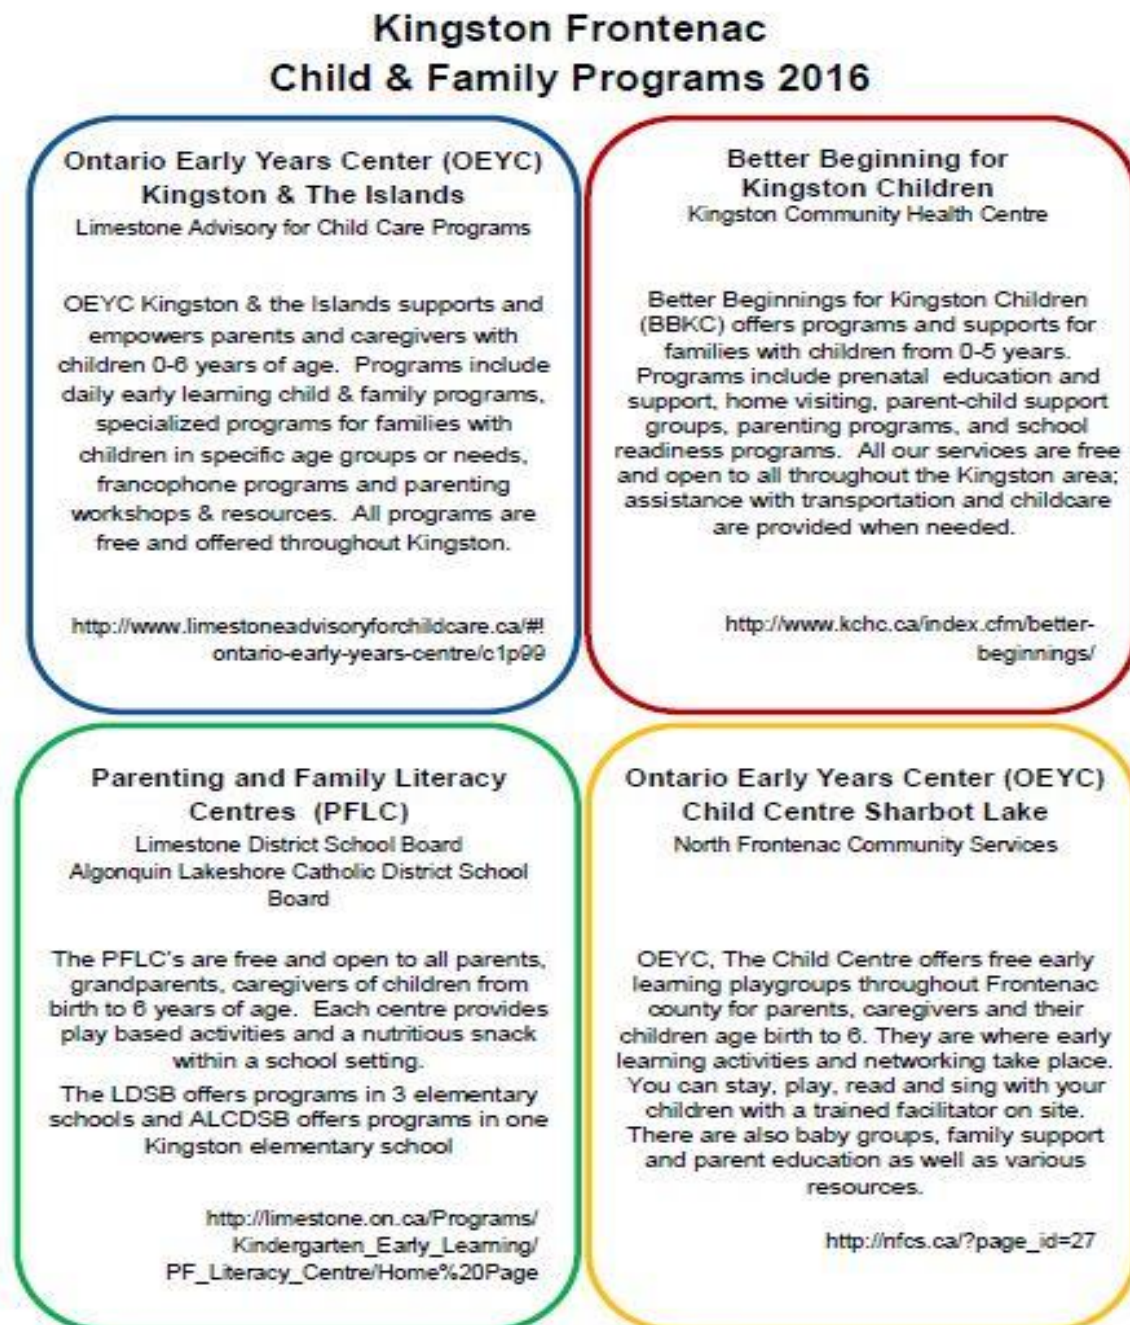 Kingston Frontenac
Child & Family Programs 2016
Ontario Early Years Center (OEYC)
Kingston & The Islands
Limestone Advisory for Child Care Programs
OEYC Kingston & the Islands supports and
empowers parents and caregivers with
children 0-6 years of age. Programs include
daily early learning child & family programs,
specialized programs for families with
children in specific age groups or needs,
francophone programs and parenting
workshops & resources. All programs are
free and offered throughout Kingston.
http://www.limestoneadvisoryforchildcare.ca/#!
ontario-early-years-centre/c1p99
Better Beginning for
Kingston Children
Kingston Community Health Centre
Better Beginnings for Kingston Children
(BBKC) offers programs and supports for
families with children from 0-5 years.
Programs include prenatal education and
support, home visiting, parent-child support
groups, parenting programs, and school
readiness programs. All our services are free
and open to all throughout the Kingston area;
assistance with transportation and childcare
are provided when needed.
http://www.kchc.ca/index.cfm/better-
beginnings/
Parenting and Family Literacy
Centres (PFLC)
Limestone District School Board
Algonquin Lakeshore Catholic District School
Board
The PFLC's are free and open to all parents,
grandparents, caregivers of children from
birth to 6 years of age. Each centre provides
play based activities and a nutritious snack
within a school setting.
The LDSB offers programs in 3 elementary
schools and ALCDSB offers programs in one
Kingston elementary school
http://limestone.on.ca/Programs/
Kindergarten_Early_Learning/
PF_Literacy_Centre/Home%20Page
Ontario Early Years Center (OEYC)
Child Centre Sharbot Lake
North Frontenac Community Services
OEYC, The Child Centre offers free early
learning playgroups throughout Frontenac
county for parents, caregivers and their
children age birth to 6. They are where early
learning activities and networking take place.
You can stay, play, read and sing with your
children with a trained facilitator on site.
There are also baby groups, family support
and parent education as well as various
resources.
http://nfcs.ca/?page_id=27